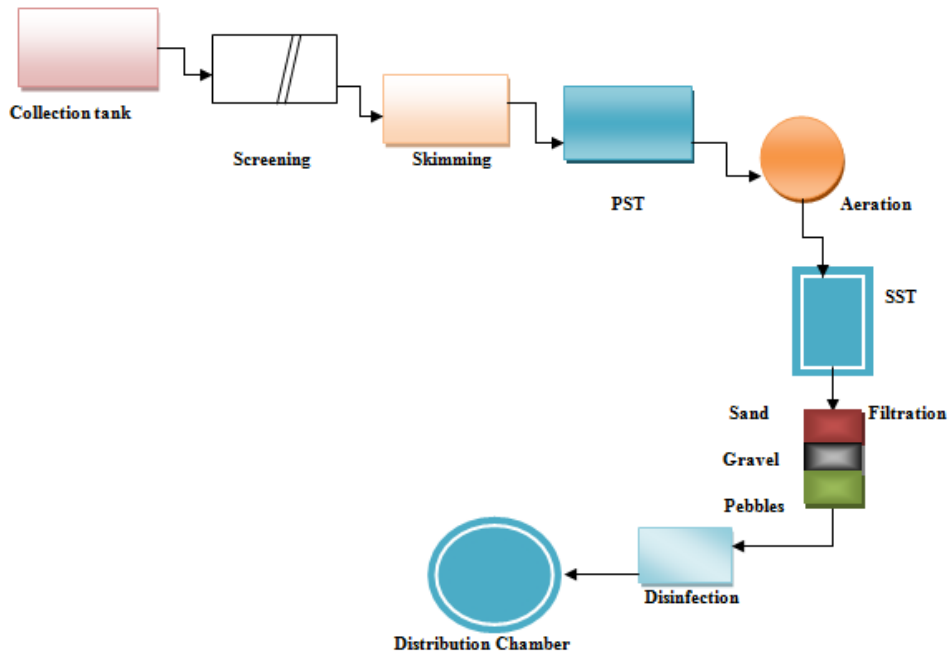 Collection tank
Screening
Skimming
PST
Aeration
SST
Sand
Filtration
Gravel
Pebbles
Disinfection
Distribution Chamber